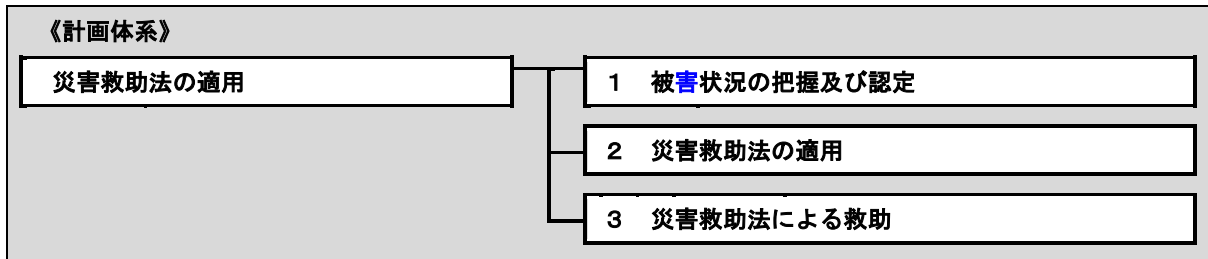 《計画体系》
災害救助法の適用
１　被害状況の把握及び認定
２　災害救助法の適用
３　災害救助法による救助